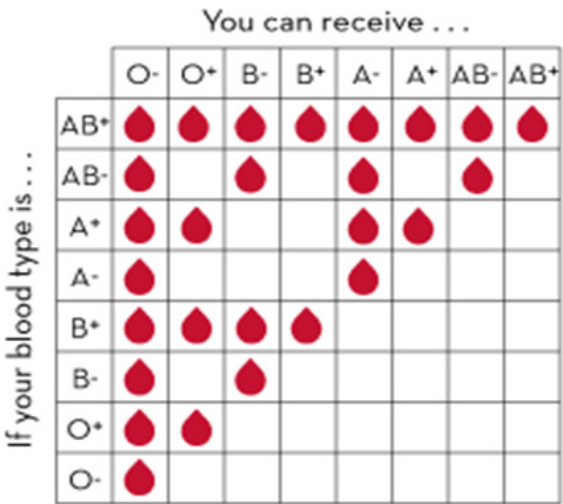 You can receive ...
O- O+ B- B+ A- A+ AB- AB+
If your blood type is...
AB+
AB-
A+
A-
B+
B-
O+
O-